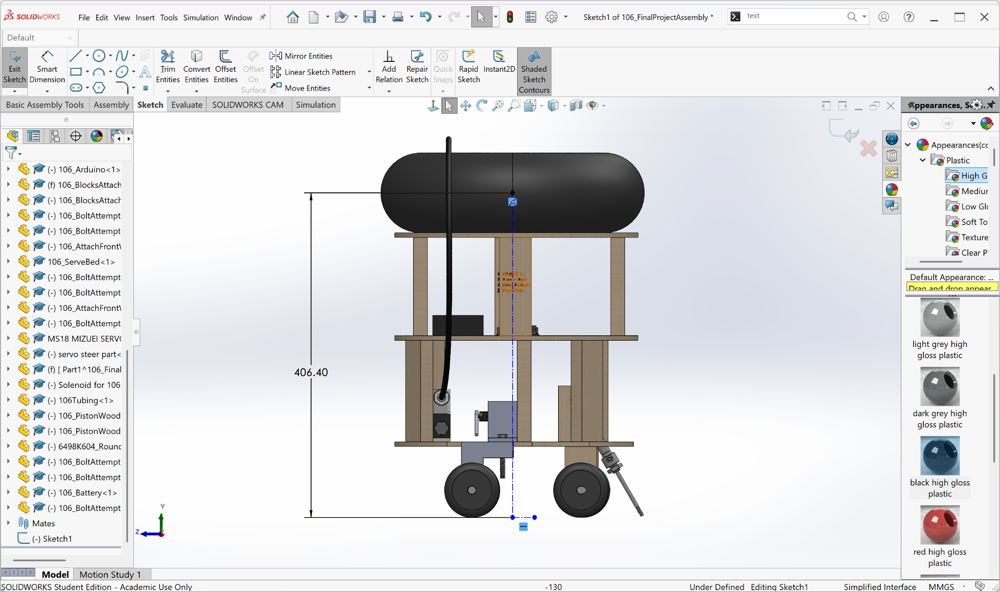 SOLIDWORKS
File Edit View Insert Tools Simulation Window
Sketch1 of 106_FinalProjectAssembly *
text
Default
Exit Sketch
Smart Dimension
Trim Entities
Convert Entities
Offset Entities
Offset On Surface
Mirror Entities
Linear Sketch Pattern
Move Entities
Add Relation
Repair Sketch
Quick Snaps
Rapid Sketch
Instant2D
Shaded Sketch Contours
Basic Assembly Tools Assembly Sketch Evaluate SOLIDWORKS CAM Simulation
(-) 106_Arduino<1>
(f) 106_BlocksAttach
(-) 106_BlocksAttach
(-) 106_BoltAttempt
(-) 106_BoltAttempt
(-) 106_AttachFront
106_ServeBed<1>
(-) 106_BoltAttempt
(-) 106_BoltAttempt
(-) 106_AttachFront
(-) 106_BoltAttempt
MS18 MIZUEI SERV
(-) servo steer part<
(f) [ Part1^106_Final
(-) Solenoid for 106
(-) 106Tubing<1>
(-) 106_PistonWood
(-) 106_PistonWood
(-) 6498K604_Round
(-) 106_BoltAttempt
(-) 106_BoltAttempt
(-) 106_Battery<1>
(-) 106_BoltAttempt
Mates
(-) Sketch1
406.40
Y
Z
Appearances, S
Appearances(co
Plastic
High G
Mediur
Low Glo
Soft To
Texture
Clear P
Default Appearance: ...
Drag and drop appear
light grey high
gloss plastic
dark grey high
gloss plastic
black high gloss
plastic
red high gloss
plastic
Model Motion Study 1
SOLIDWORKS Student Edition - Academic Use Only
-130
Under Defined Editing Sketch1
Simplified Interface MMGS